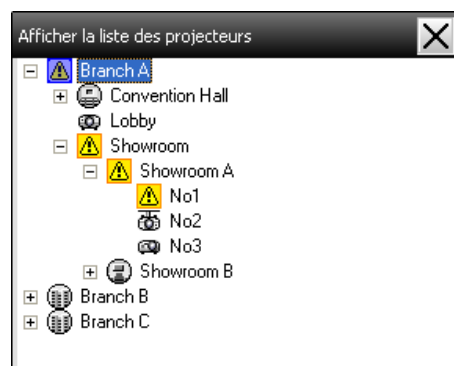 Afficher la liste des projecteurs
Branch A
Convention Hall
Lobby
Showroom
Showroom A
No1
No2
No3
Showroom B
Branch B
Branch C